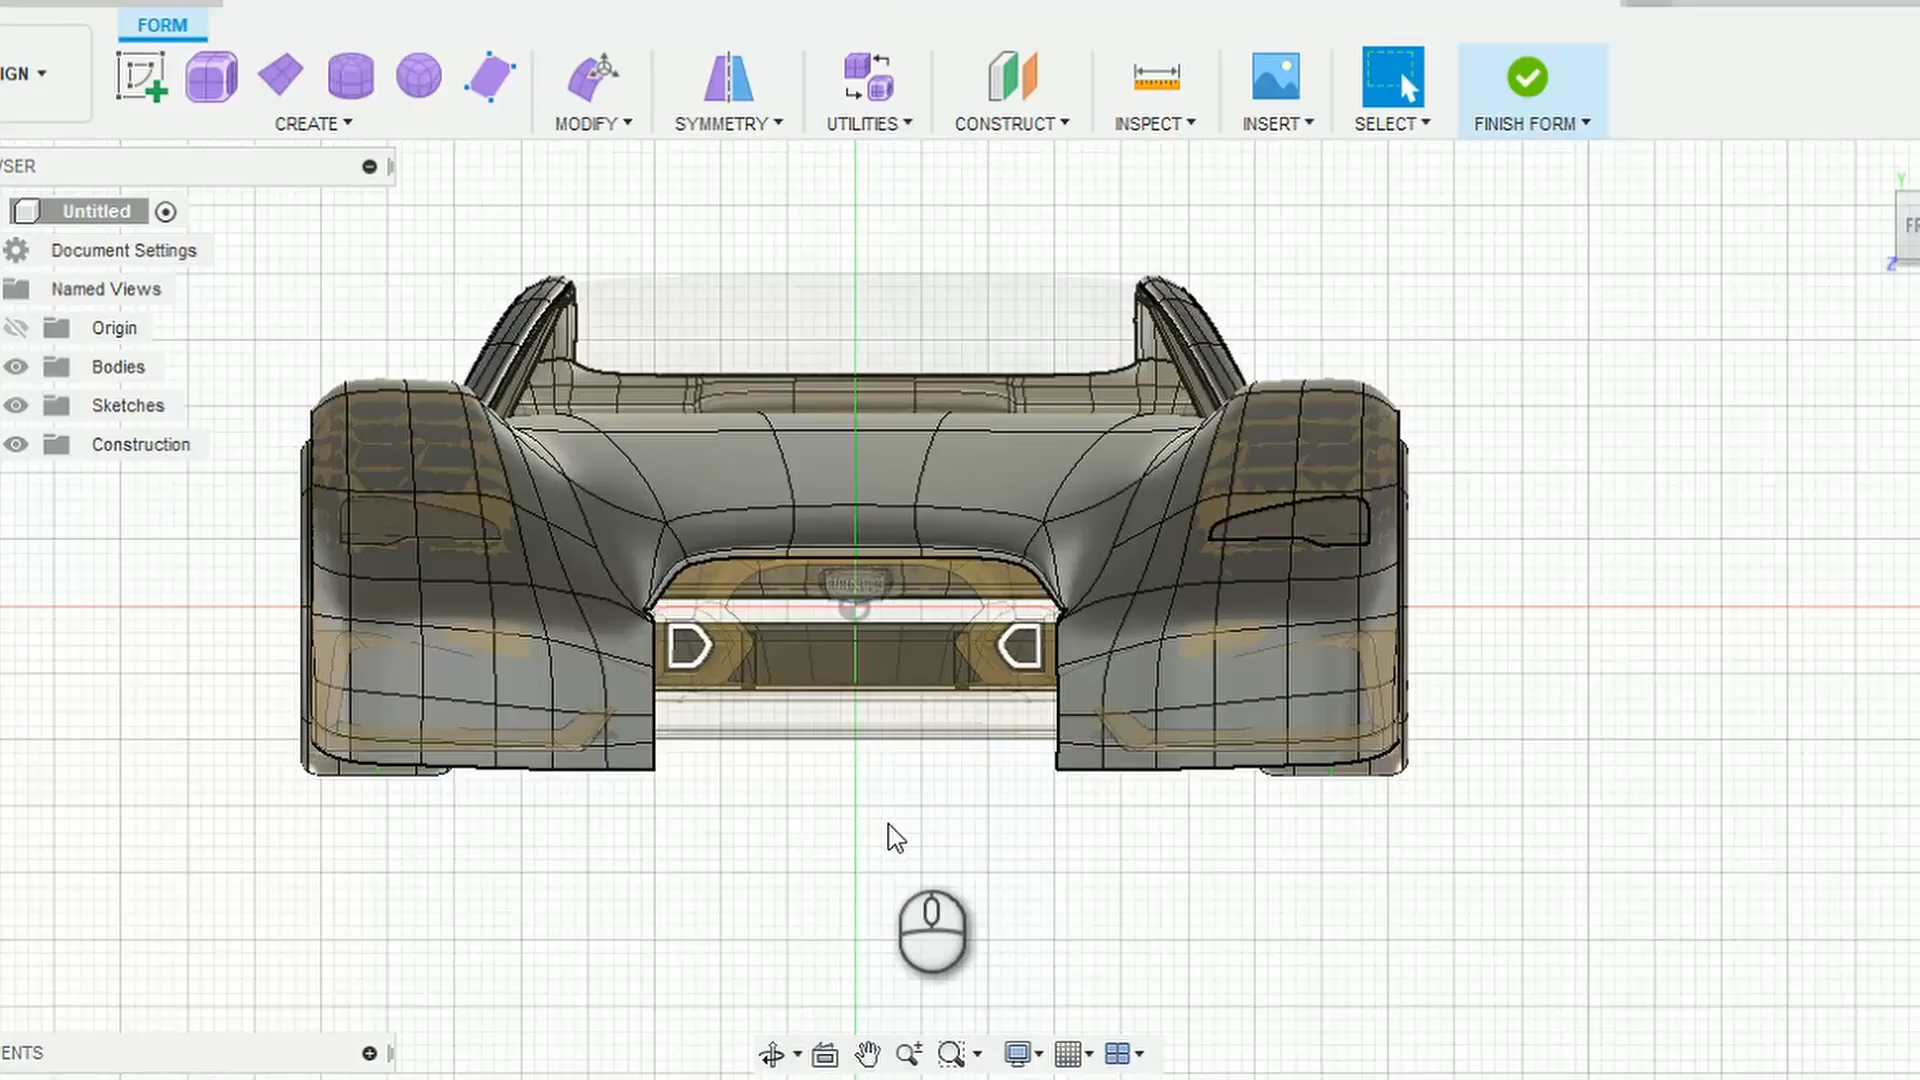 FORM
IGN
CREATE
MODIFY
SYMMETRY
UTILITIES
CONSTRUCT
INSPECT
INSERT
SELECT
FINISH FORM
SER
Untitled
Document Settings
Named Views
Origin
Bodies
Sketches
Construction
Y
FR
Z
ENTS